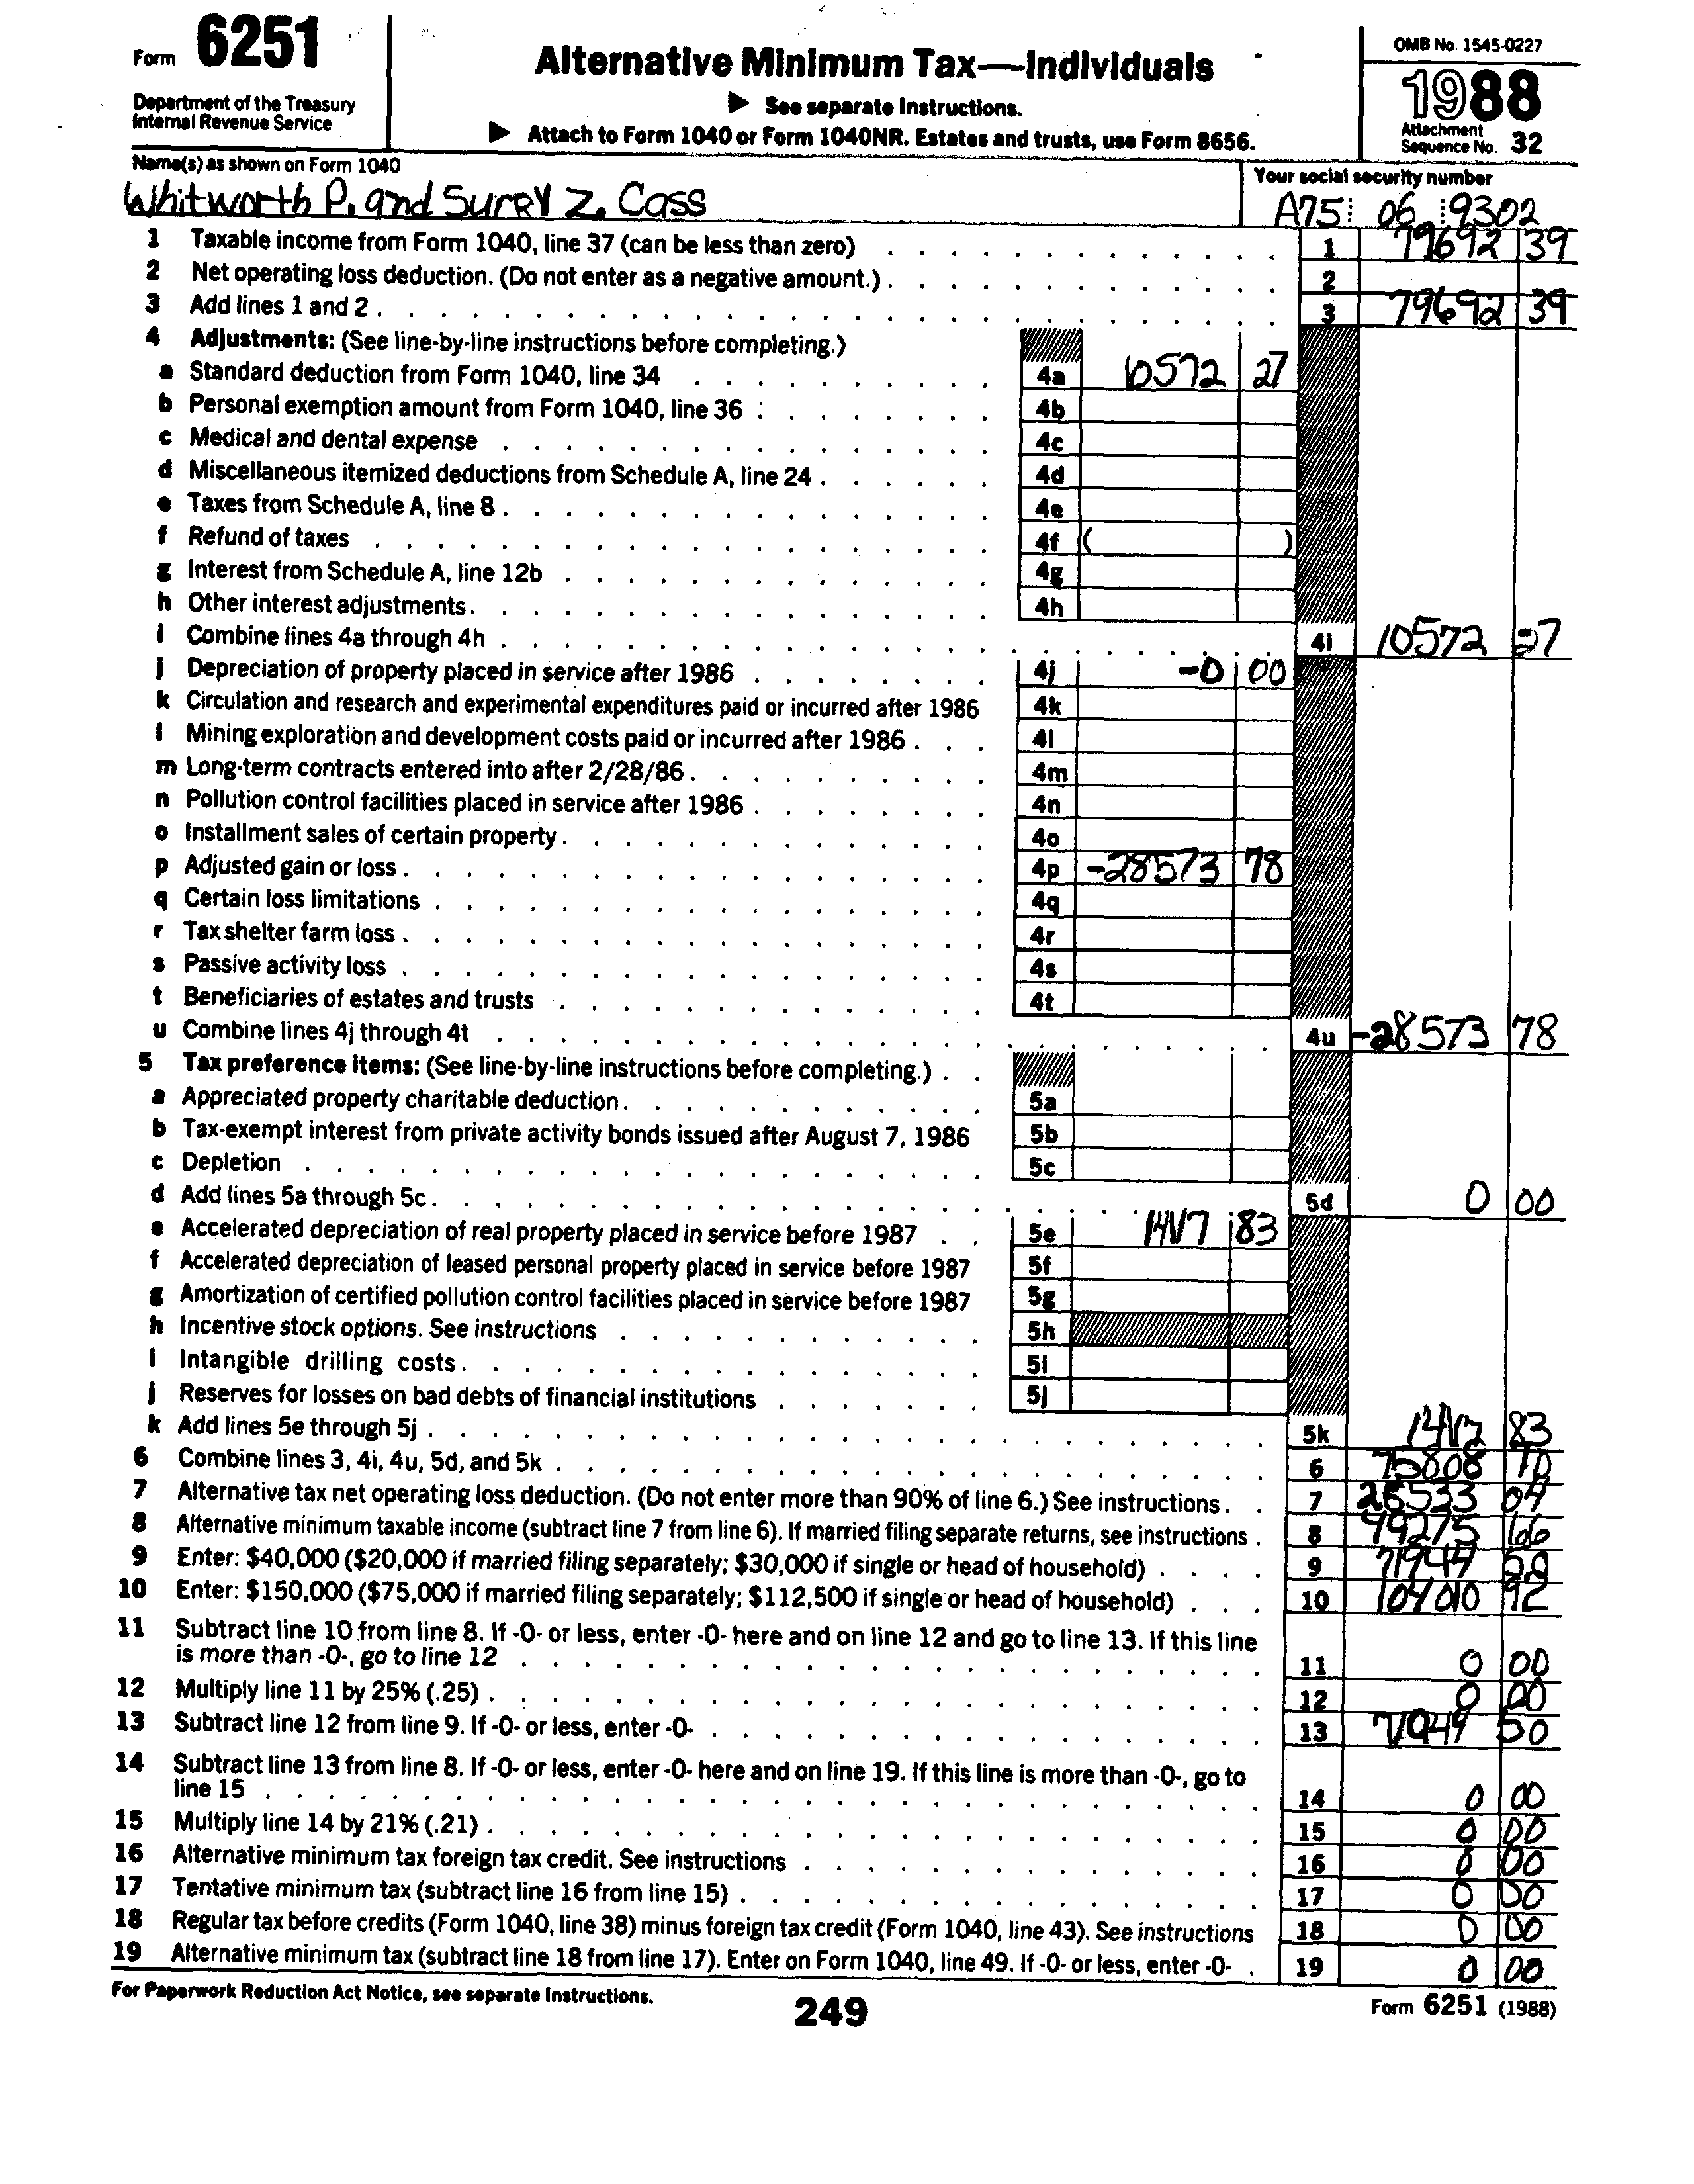 Form 6251
Department of the Treasury
Internal Revenue Service
Alternative Minimum Tax—Individuals
▶ See separate Instructions.
▶ Attach to Form 1040 or Form 1040NR. Estates and trusts, use Form 8656.
OMB No. 1545-0227
1988
Attachment
Sequence No. 32
Name(s) as shown on Form 1040
Your social security number
Whitworth P. and Surey Z. Cass A75 06 9302
1 Taxable income from Form 1040, line 37 (can be less than zero) 1 79692 39
2 Net operating loss deduction. (Do not enter as a negative amount.) 2
3 Add lines 1 and 2 3 79692 39
4 Adjustments: (See line-by-line instructions before completing.)
a Standard deduction from Form 1040, line 34 4a 10572 27
b Personal exemption amount from Form 1040, line 36 4b
c Medical and dental expense 4c
d Miscellaneous itemized deductions from Schedule A, line 24 4d
e Taxes from Schedule A, line 8 4e
f Refund of taxes 4f ( )
g Interest from Schedule A, line 12b 4g
h Other interest adjustments 4h
i Combine lines 4a through 4h 4i 10572 27
j Depreciation of property placed in service after 1986 4j -0 00
k Circulation and research and experimental expenditures paid or incurred after 1986 4k
l Mining exploration and development costs paid or incurred after 1986 4l
m Long-term contracts entered into after 2/28/86 4m
n Pollution control facilities placed in service after 1986 4n
o Installment sales of certain property 4o
p Adjusted gain or loss 4p -28573 78
q Certain loss limitations 4q
r Tax shelter farm loss 4r
s Passive activity loss 4s
t Beneficiaries of estates and trusts 4t
u Combine lines 4j through 4t 4u -28573 78
5 Tax preference items: (See line-by-line instructions before completing.)
a Appreciated property charitable deduction 5a
b Tax-exempt interest from private activity bonds issued after August 7, 1986 5b
c Depletion 5c
d Add lines 5a through 5c 5d 0 00
e Accelerated depreciation of real property placed in service before 1987 5e 14117 83
f Accelerated depreciation of leased personal property placed in service before 1987 5f
g Amortization of certified pollution control facilities placed in service before 1987 5g
h Incentive stock options. See instructions 5h
i Intangible drilling costs 5i
j Reserves for losses on bad debts of financial institutions 5j
k Add lines 5e through 5j 5k 14117 83
6 Combine lines 3, 4i, 4u, 5d, and 5k 6 75808 70
7 Alternative tax net operating loss deduction. (Do not enter more than 90% of line 6.) See instructions 7 26533 04
8 Alternative minimum taxable income (subtract line 7 from line 6). If married filing separate returns, see instructions 8 49275 66
9 Enter: $40,000 ($20,000 if married filing separately; $30,000 if single or head of household) 9 71944 50
10 Enter: $150,000 ($75,000 if married filing separately; $112,500 if single or head of household) 10 104010 92
11 Subtract line 10 from line 8. If -0- or less, enter -0- here and on line 12 and go to line 13. If this line
is more than -0-, go to line 12 11 0 00
12 Multiply line 11 by 25% (.25) 12 0 00
13 Subtract line 12 from line 9. If -0- or less, enter -0- 13 71944 50
14 Subtract line 13 from line 8. If -0- or less, enter -0- here and on line 19. If this line is more than -0-, go to
line 15 14 0 00
15 Multiply line 14 by 21% (.21) 15 0 00
16 Alternative minimum tax foreign tax credit. See instructions 16 0 00
17 Tentative minimum tax (subtract line 16 from line 15) 17 0 00
18 Regular tax before credits (Form 1040, line 38) minus foreign tax credit (Form 1040, line 43). See instructions 18 0 00
19 Alternative minimum tax (subtract line 18 from line 17). Enter on Form 1040, line 49. If -0- or less, enter -0- 19 0 00
For Paperwork Reduction Act Notice, see separate Instructions.
249
Form 6251 (1988)